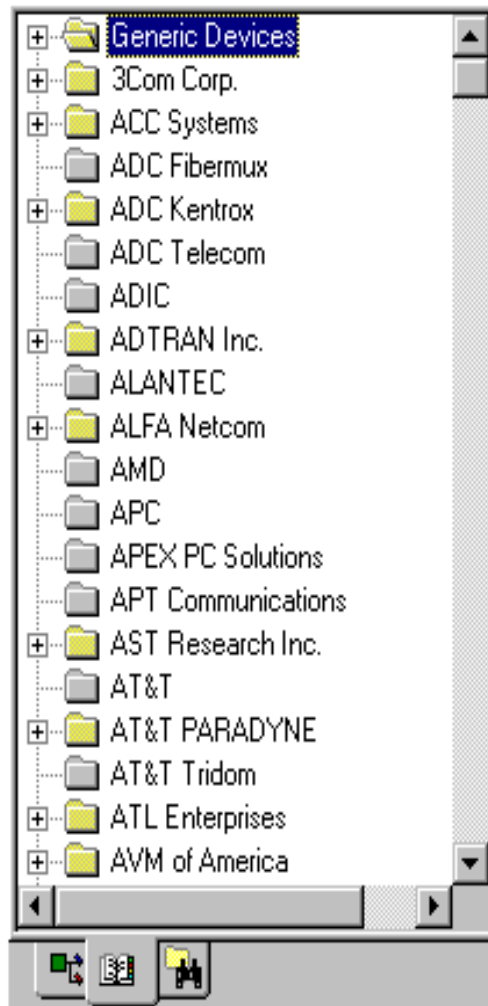 Generic Devices
3Com Corp.
ACC Systems
ADC Fibermux
ADC Kentrox
ADC Telecom
ADIC
ADTRAN Inc.
ALANTEC
ALFA Netcom
AMD
APC
APEX PC Solutions
APT Communications
AST Research Inc.
AT&T
AT&T PARADYNE
AT&T Tridom
ATL Enterprises
AVM of America